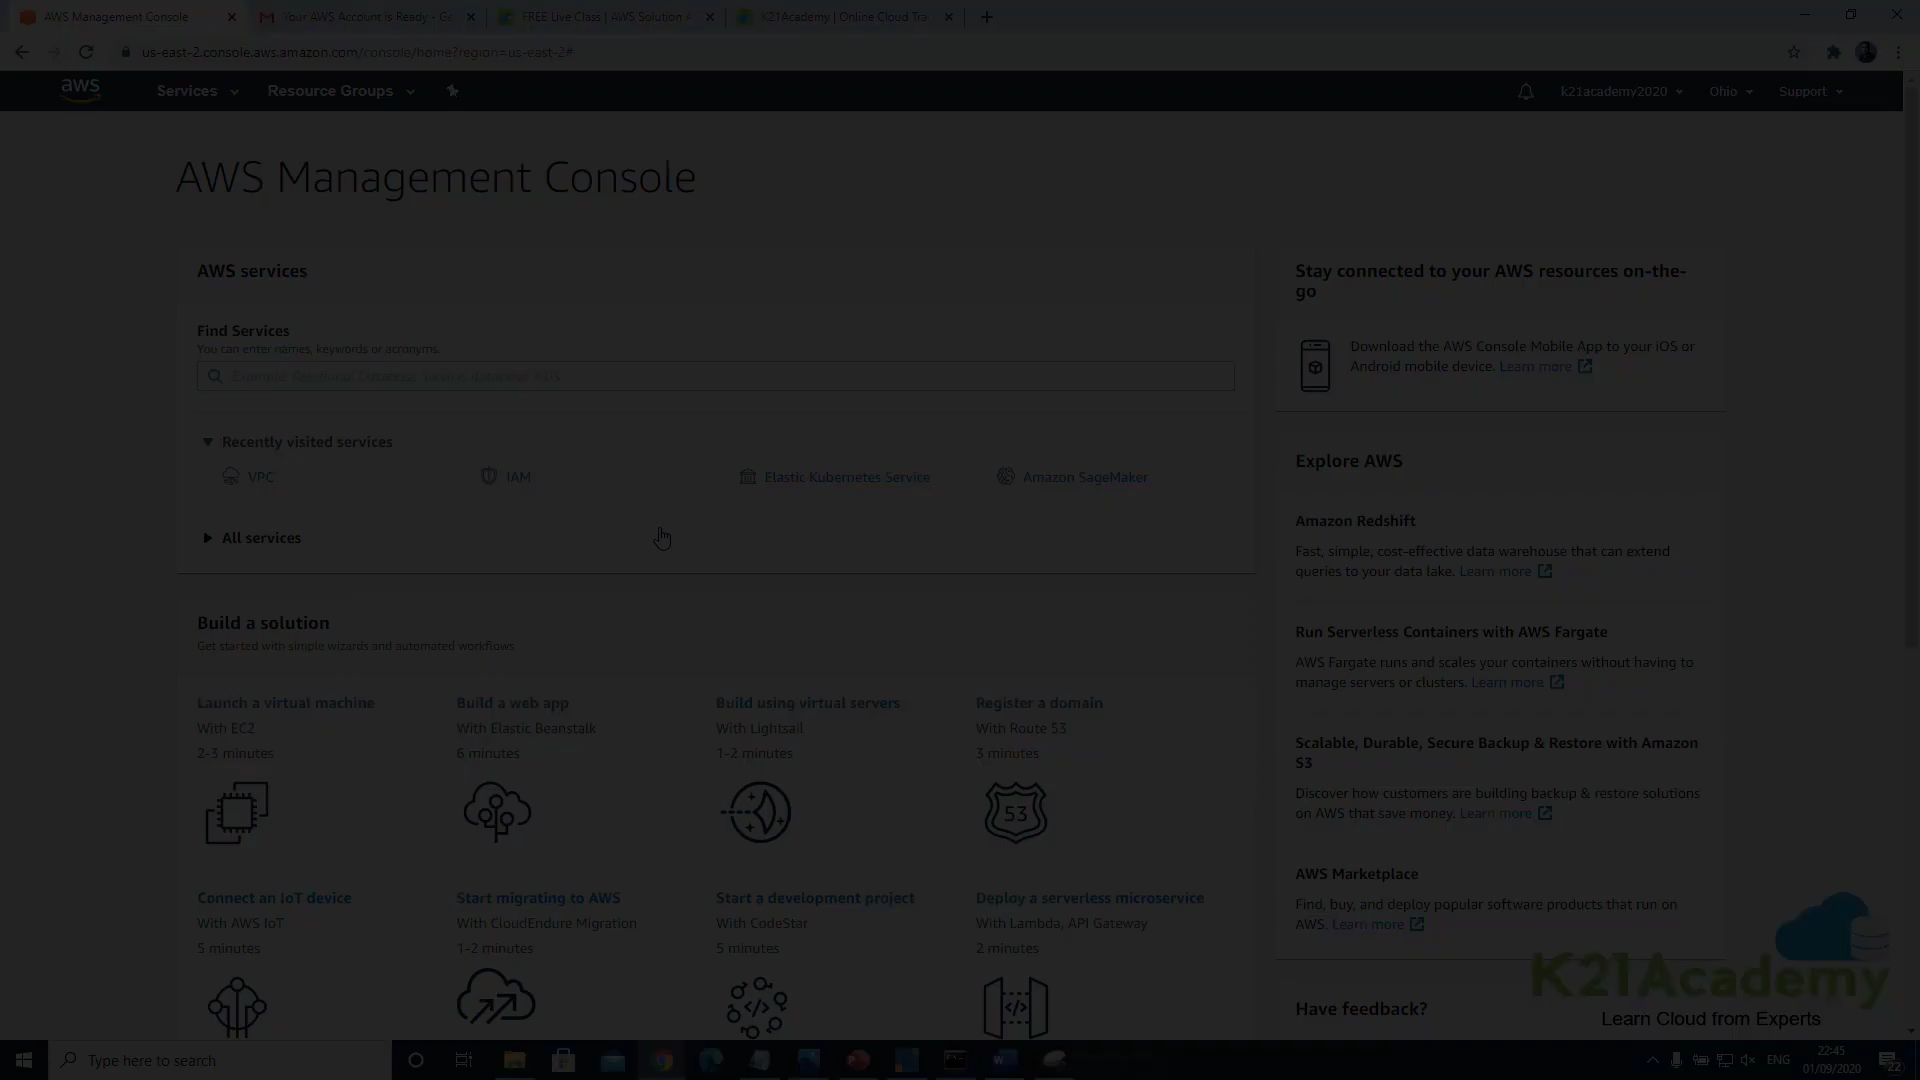 AWS Management Console
Your AWS Account is Ready - Ge
FREE Live Class | AWS Solution A
K21Academy | Online Cloud Tra
us-east-2.console.aws.amazon.com/console/home?region=us-east-2#
aws
Services
Resource Groups
k21academy2020
Ohio
Support
AWS Management Console
AWS services
Find Services
You can enter names, keywords or acronyms.
Example: Relational Database Service, database, RDS
Recently visited services
VPC
IAM
Elastic Kubernetes Service
Amazon SageMaker
All services
Build a solution
Get started with simple wizards and automated workflows.
Launch a virtual machine
With EC2
2-3 minutes
Build a web app
With Elastic Beanstalk
6 minutes
Build using virtual servers
With Lightsail
1-2 minutes
Register a domain
With Route 53
3 minutes
53
Connect an IoT device
With AWS IoT
5 minutes
Start migrating to AWS
With CloudEndure Migration
1-2 minutes
Start a development project
With CodeStar
5 minutes
Deploy a serverless microservice
With Lambda, API Gateway
2 minutes
Stay connected to your AWS resources on-the-
go
Download the AWS Console Mobile App to your iOS or
Android mobile device. Learn more
Explore AWS
Amazon Redshift
Fast, simple, cost-effective data warehouse that can extend
queries to your data lake. Learn more
Run Serverless Containers with AWS Fargate
AWS Fargate runs and scales your containers without having to
manage servers or clusters. Learn more
Scalable, Durable, Secure Backup & Restore with Amazon
S3
Discover how customers are building backup & restore solutions
on AWS that save money. Learn more
AWS Marketplace
Find, buy, and deploy popular software products that run on
AWS. Learn more
Have feedback?
K21Academy
Learn Cloud from Experts
Type here to search
ENG
22:45
01/09/2020
22